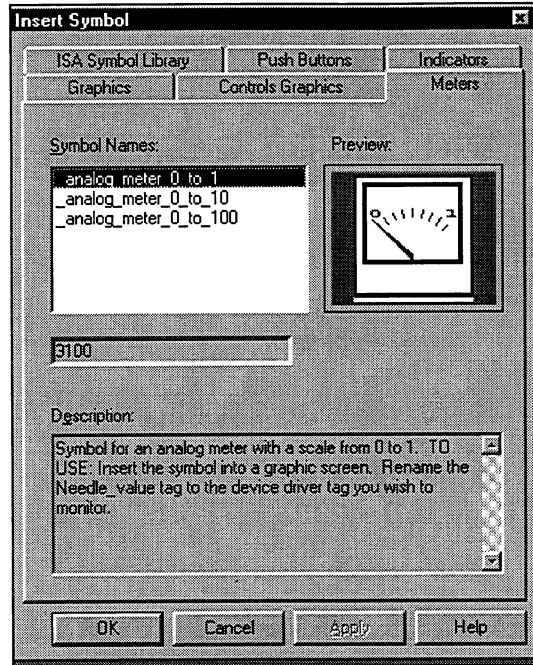 Insert Symbol
ISA Symbol Library Push Buttons Indicators
Graphics Controls Graphics Meters
Symbol Names: Preview:
_analog_meter_0_to_1
_analog_meter_0_to_10
_analog_meter_0_to_100
0 1
3100
Description:
Symbol for an analog meter with a scale from 0 to 1. TO
USE: Insert the symbol into a graphic screen. Rename the
Needle_value tag to the device driver tag you wish to
monitor.
OK Cancel Apply Help